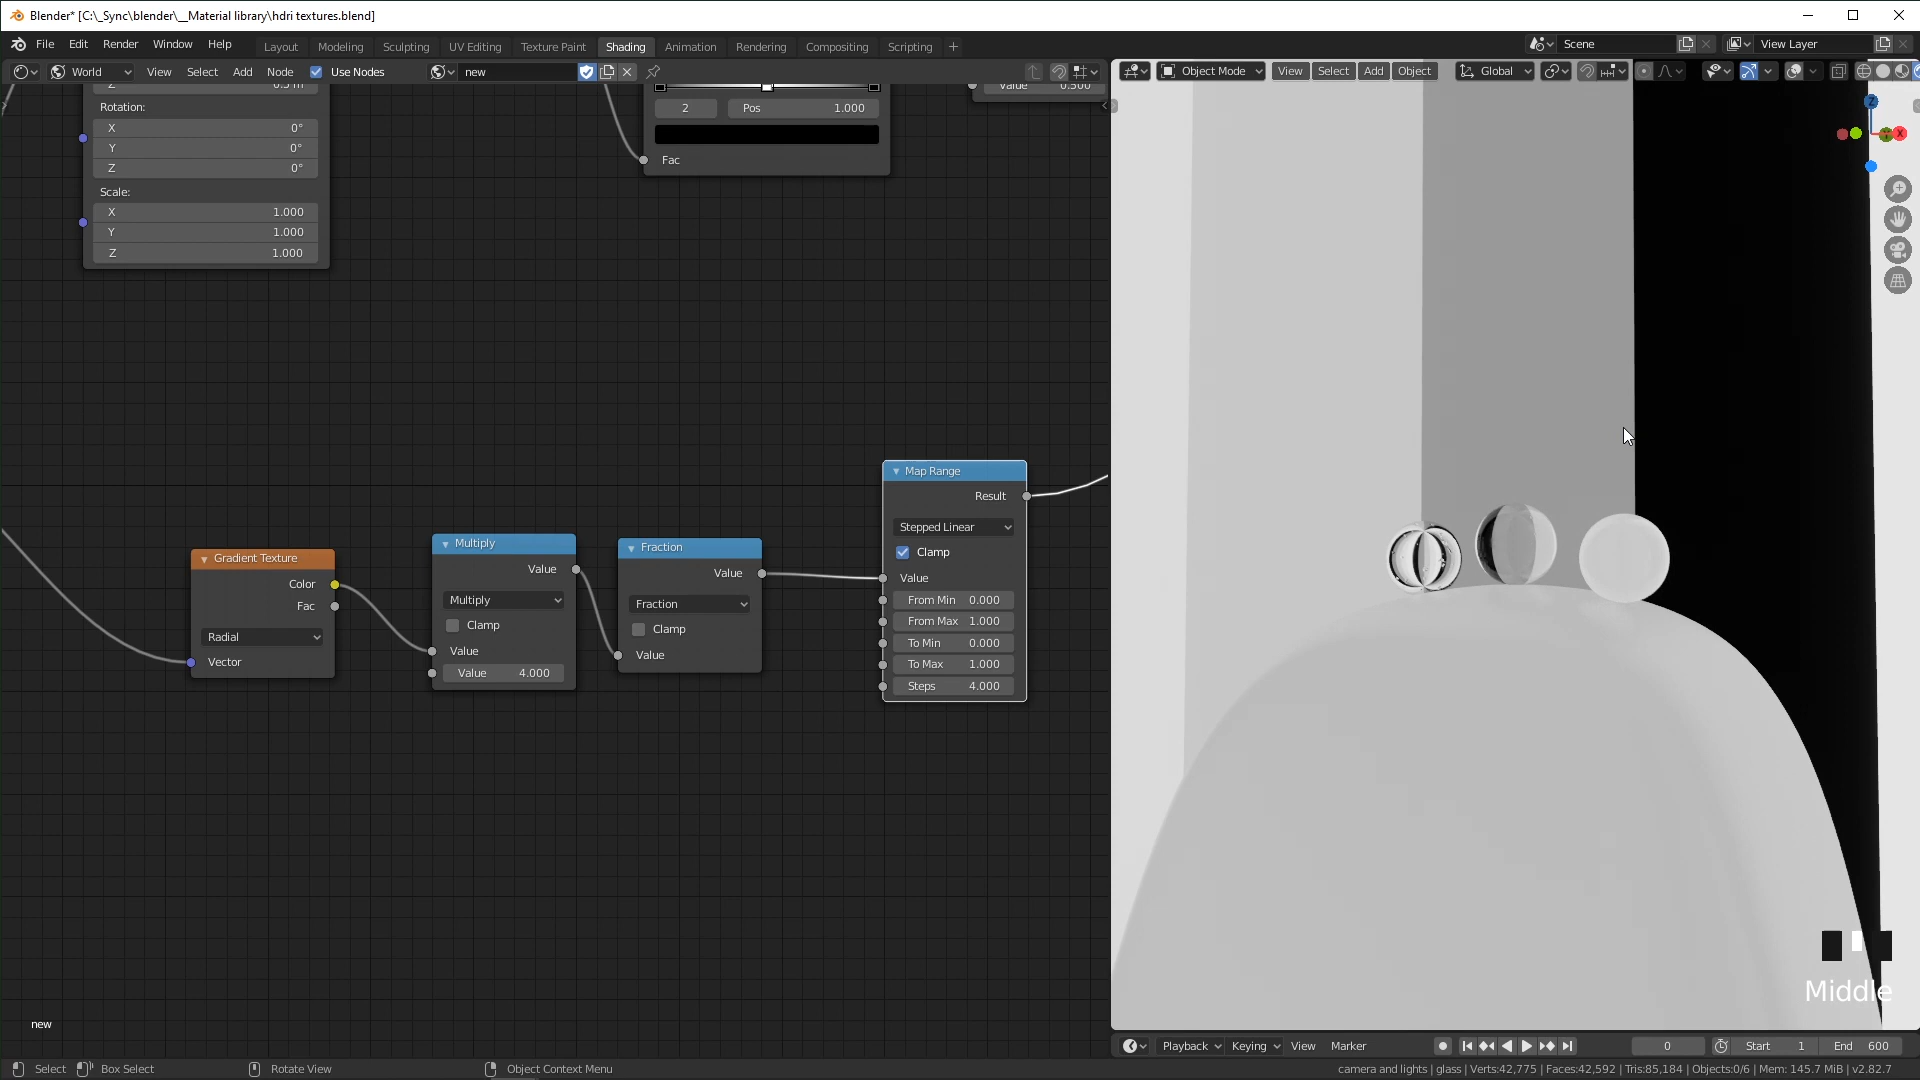 Blender* [C:\_Sync\blender\__Material library\hdri textures.blend]
File Edit Render Window Help Layout Modeling Sculpting UV Editing Texture Paint Shading Animation Rendering Compositing Scripting + Scene View Layer
World View Select Add Node Use Nodes new Object Mode View Select Add Object Global
Z 0.5 m
Value 0.500
Rotation:
X 0°
Y 0°
Z 0°
Scale:
X 1.000
Y 1.000
Z 1.000
2 Pos 1.000
Fac
Gradient Texture
Color
Fac
Radial
Vector
Multiply
Value
Multiply
Clamp
Value
Value 4.000
Fraction
Value
Fraction
Clamp
Value
Map Range
Result
Stepped Linear
Clamp
Value
From Min 0.000
From Max 1.000
To Min 0.000
To Max 1.000
Steps 4.000
Z
X
Middle
new
Playback Keying View Marker 0 Start 1 End 600
Select Box Select Rotate View Object Context Menu camera and lights | glass | Verts:42,775 | Faces:42,592 | Tris:85,184 | Objects:0/6 | Mem: 145.7 MiB | v2.82.7